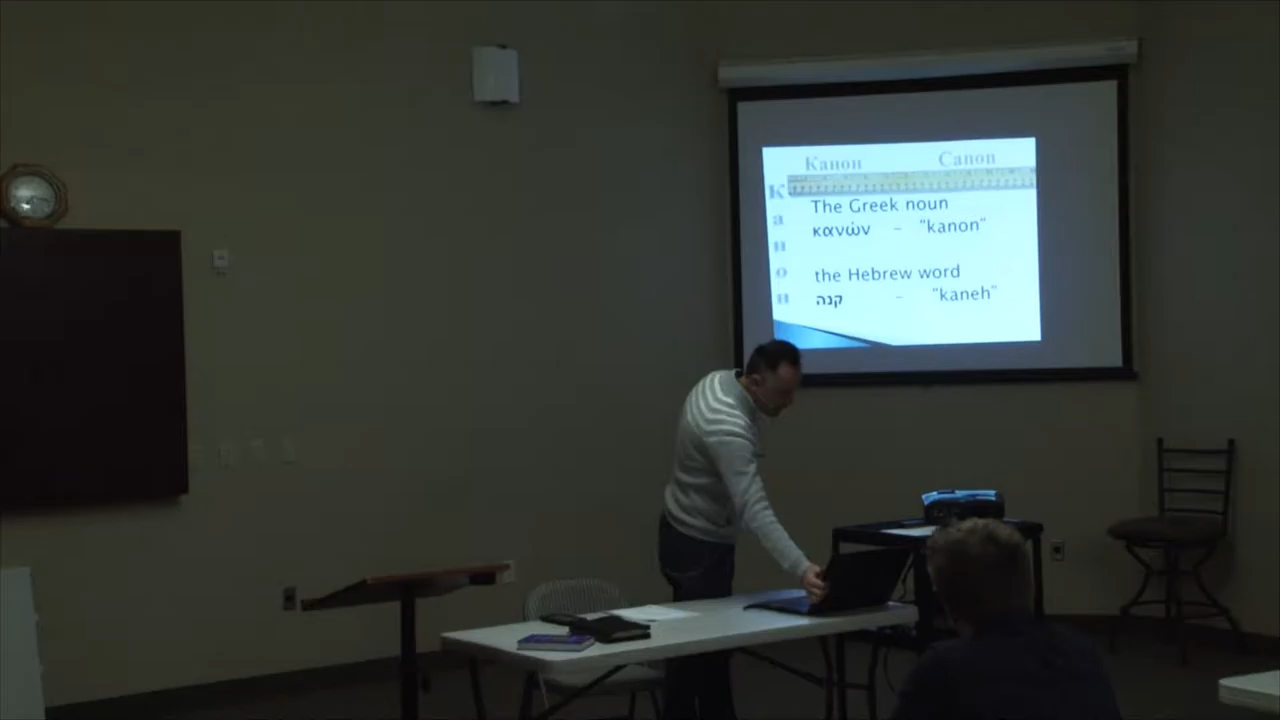 Канон Canon
К
а
н
о
н
The Greek noun
κανών – "kanon"
the Hebrew word
קנה – "kaneh"